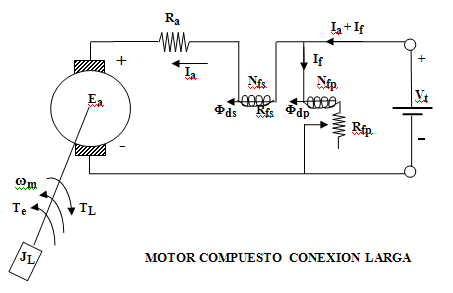 Ra
Ia + If
+
If
+
Ia
Nfs
Nfp
Ea
Vt
Φds
Rfs
Φdp
Rfp
-
-
ωm
Te
TL
JL
MOTOR COMPUESTO CONEXION LARGA